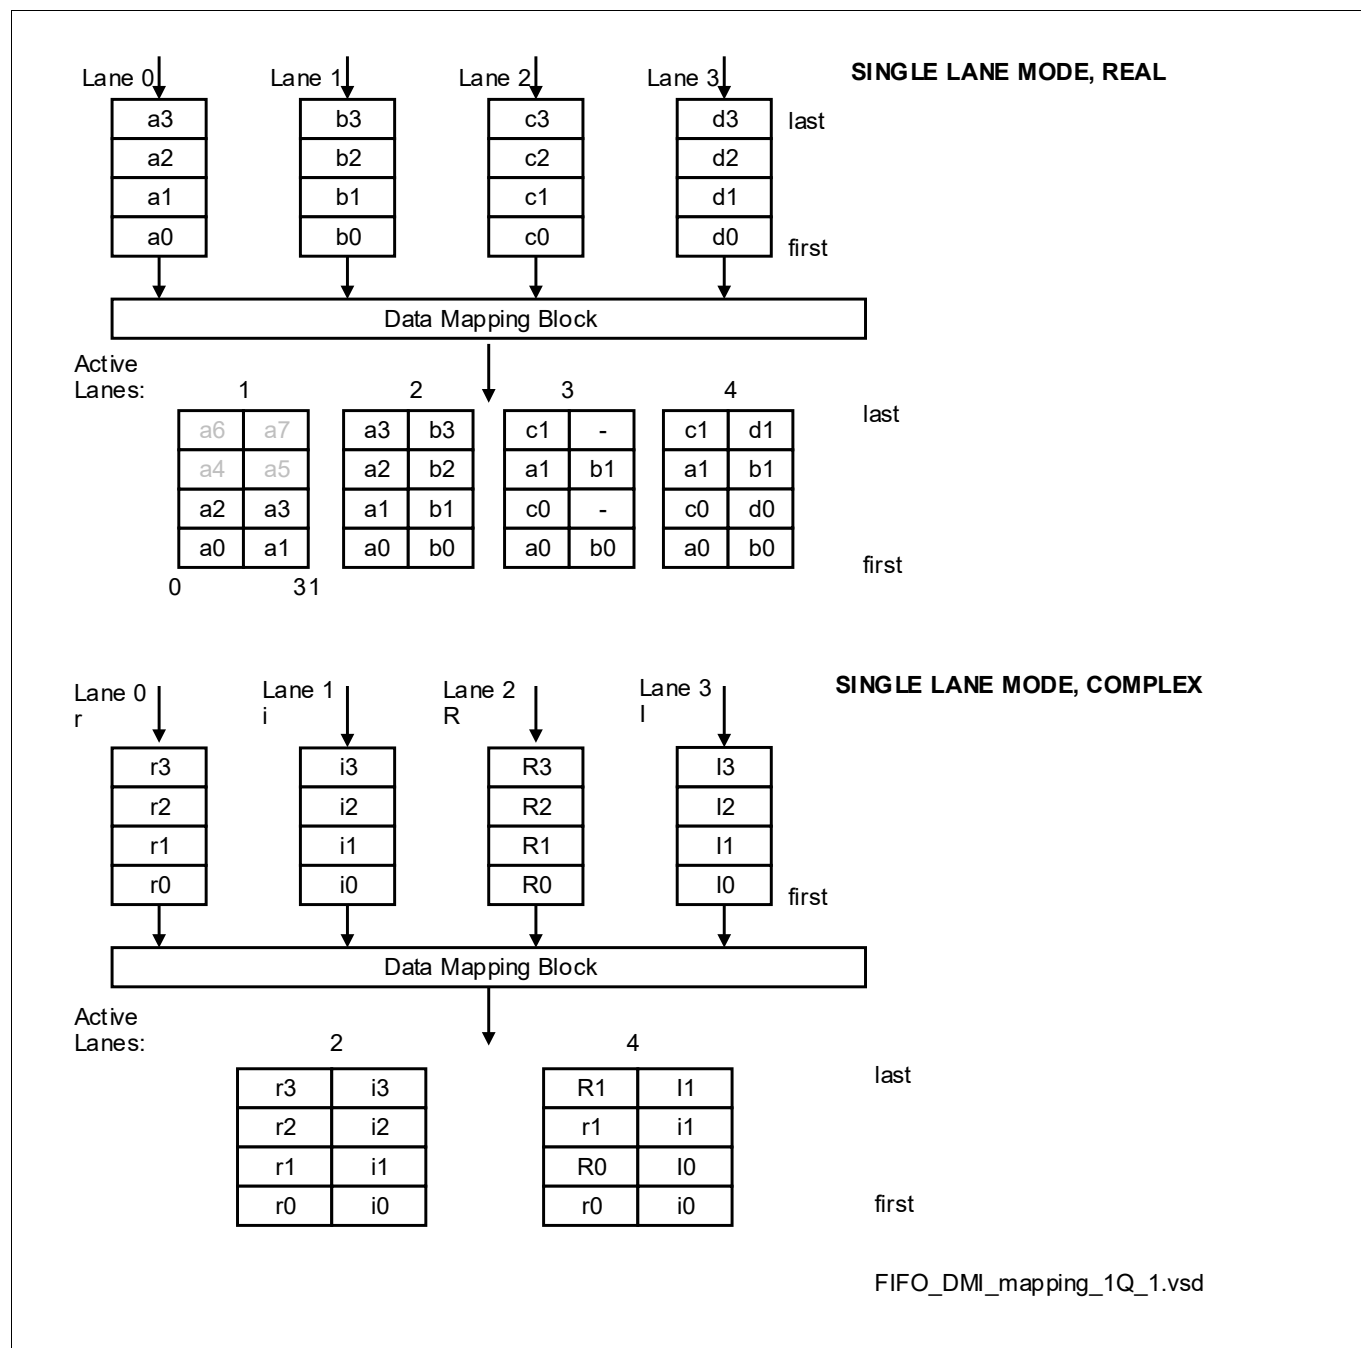 Lane 0 Lane 1 Lane 2 Lane 3 SINGLE LANE MODE, REAL
a3 b3 c3 d3 last
a2 b2 c2 d2
a1 b1 c1 d1
a0 b0 c0 d0 first
Data Mapping Block
Active
Lanes: 1 2 3 4
a6 a7 a3 b3 c1 - c1 d1 last
a4 a5 a2 b2 a1 b1 a1 b1
a2 a3 a1 b1 c0 - c0 d0
a0 a1 a0 b0 a0 b0 a0 b0 first
0 31
Lane 0 Lane 1 Lane 2 Lane 3 SINGLE LANE MODE, COMPLEX
r i R I
r3 i3 R3 I3
r2 i2 R2 I2
r1 i1 R1 I1
r0 i0 R0 I0 first
Data Mapping Block
Active
Lanes: 2 4
r3 i3 R1 I1 last
r2 i2 r1 i1
r1 i1 R0 I0
r0 i0 r0 i0 first
FIFO_DMI_mapping_1Q_1.vsd